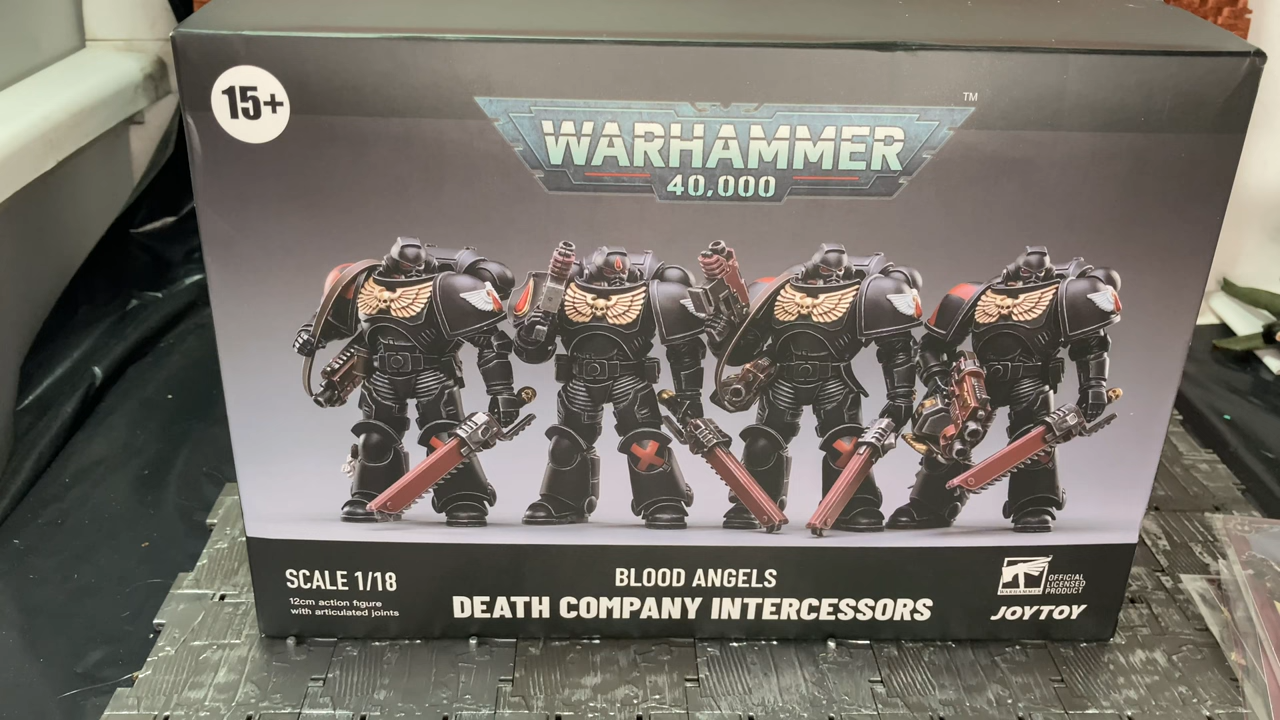 15+
WARHAMMER
TM
40,000
SCALE 1/18
12cm action figure
with articulated joints
BLOOD ANGELS
DEATH COMPANY INTERCESSORS
WARHAMMER
OFFICIAL
LICENSED
PRODUCT
JOYTOY